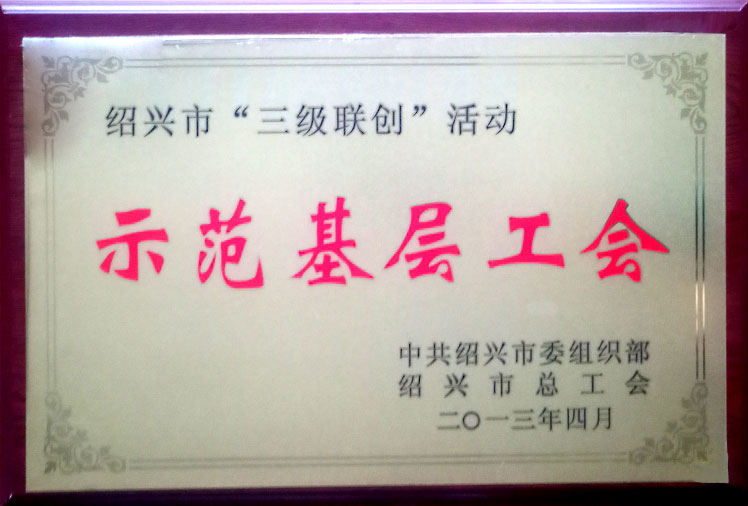 绍兴市“三级联创”活动
示范基层工会
中共绍兴市委组织部
绍兴市总工会
二〇一三年四月